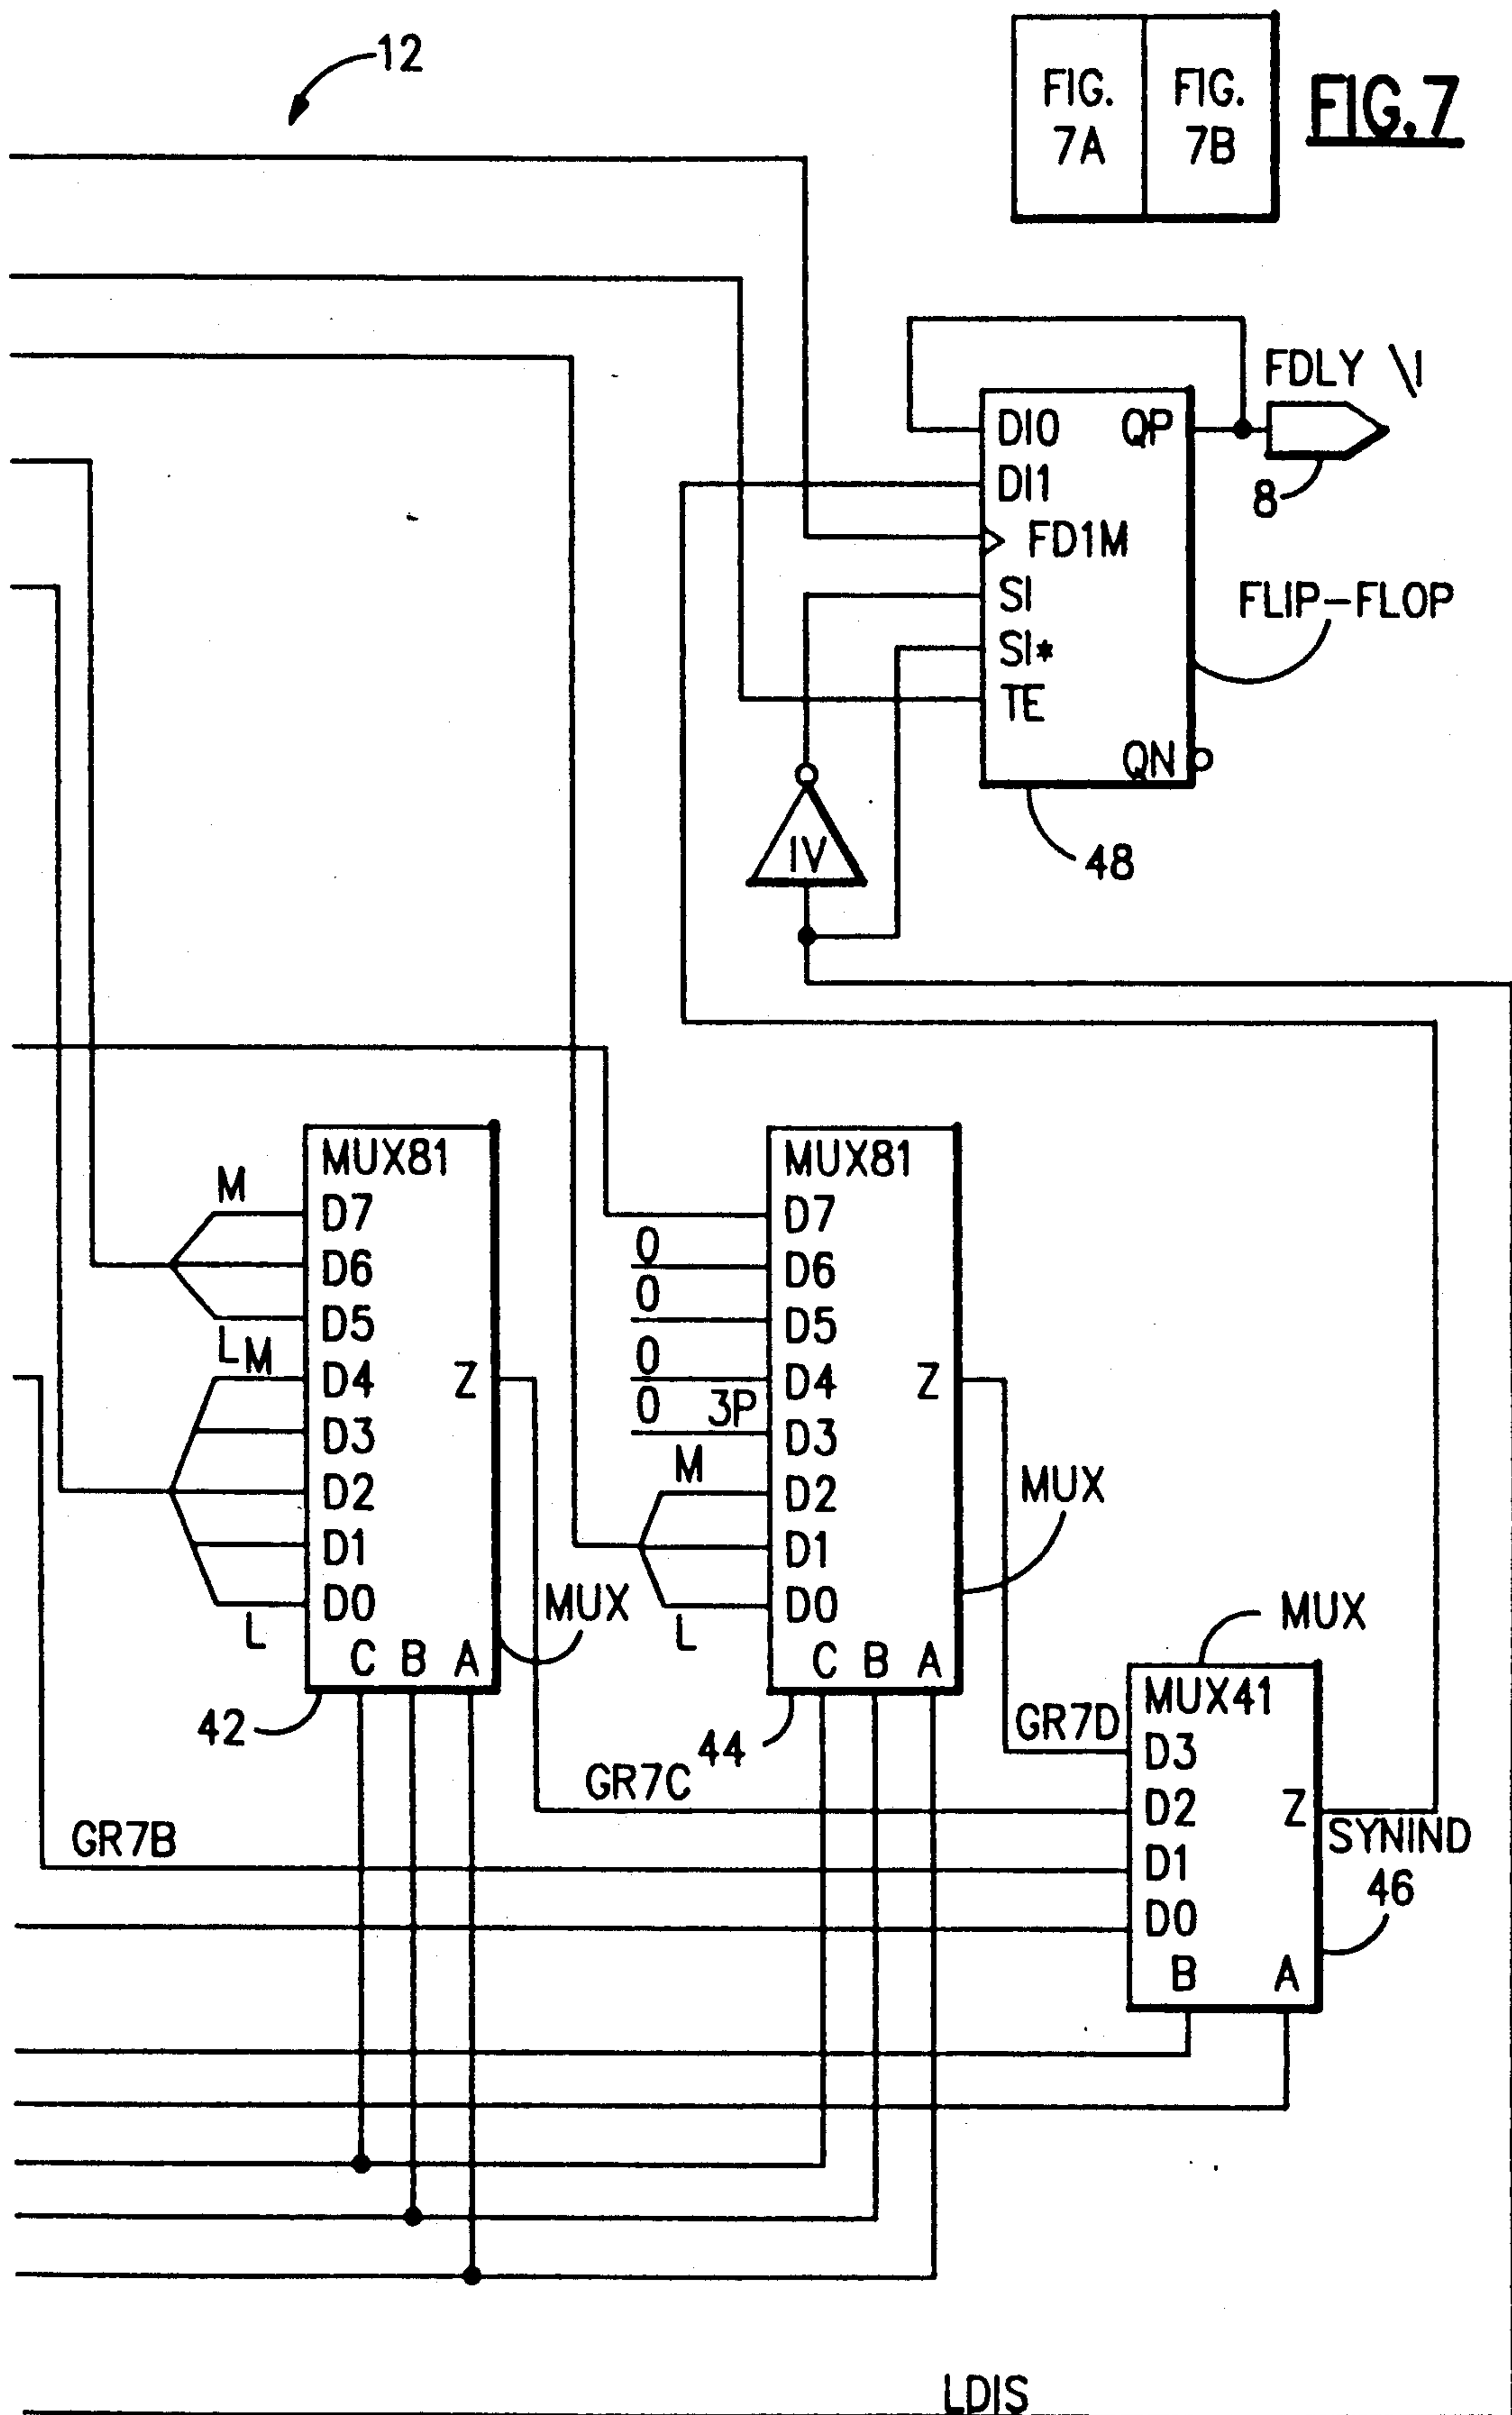 12
FIG. 7A
FIG. 7B
FIG.7
FDLY \I
8
DI0 QP
DI1
FD1M
SI
SI*
TE
QN
FLIP-FLOP
48
IV
MUX81
M
D7
D6
D5
L
M
D4
Z
D3
D2
D1
D0
L
C B A
MUX
42
MUX81
D7
0
D6
0
D5
0
D4
Z
0 3P
D3
M
D2
D1
D0
L
C B A
MUX
44
MUX
MUX41
GR7D
D3
GR7C
D2 Z
SYNIND
GR7B
D1
46
D0
B A
LDIS